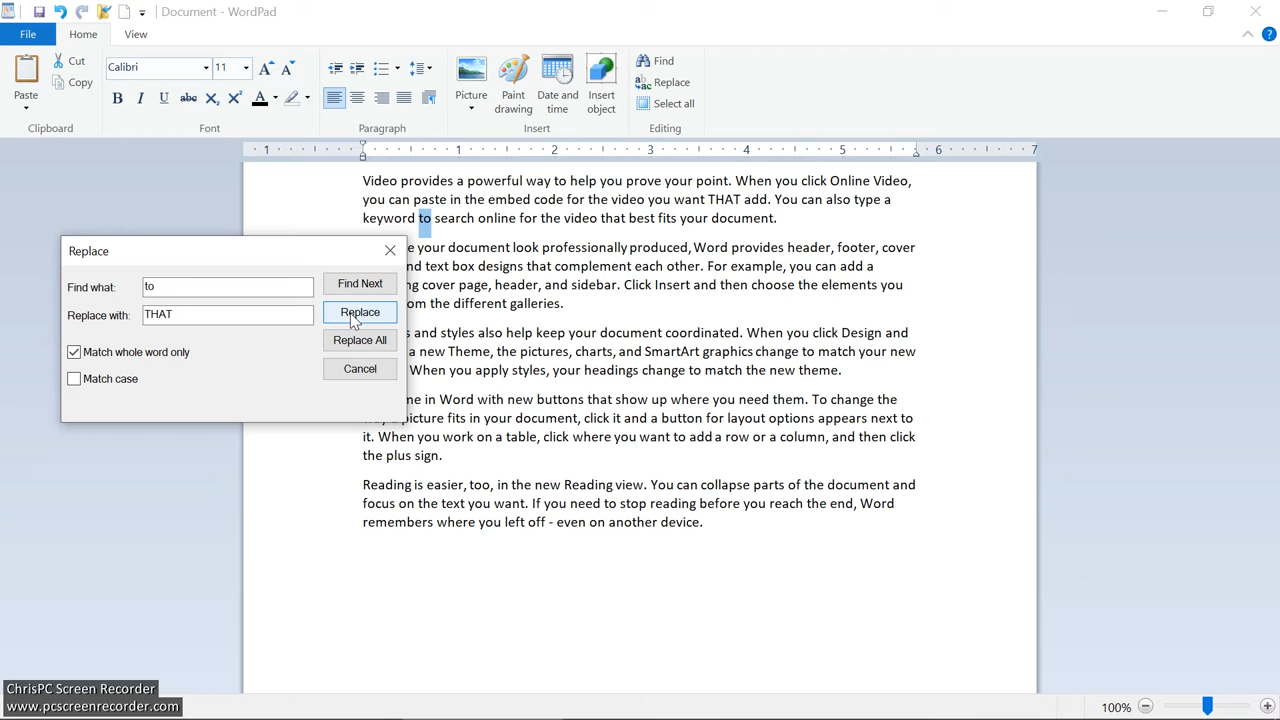 Document - WordPad
File Home View
Paste
Cut
Copy
Clipboard
Calibri 11
B I U abc X₂ X² A
Font
Paragraph
Picture
Paint drawing
Date and time
Insert object
Insert
Find
Replace
Select all
Editing
1 1 2 3 4 5 6 7
Video provides a powerful way to help you prove your point. When you click Online Video,
you can paste in the embed code for the video you want THAT add. You can also type a
keyword to search online for the video that best fits your document.
your document look professionally produced, Word provides header, footer, cover
nd text box designs that complement each other. For example, you can add a
ng cover page, header, and sidebar. Click Insert and then choose the elements you
om the different galleries.
and styles also help keep your document coordinated. When you click Design and
a new Theme, the pictures, charts, and SmartArt graphics change to match your new
When you apply styles, your headings change to match the new theme.
me in Word with new buttons that show up where you need them. To change the
picture fits in your document, click it and a button for layout options appears next to
it. When you work on a table, click where you want to add a row or a column, and then click
the plus sign.
Reading is easier, too, in the new Reading view. You can collapse parts of the document and
focus on the text you want. If you need to stop reading before you reach the end, Word
remembers where you left off - even on another device.
Replace
Find what: to Find Next
Replace with: THAT Replace
Replace All
Match whole word only
Cancel
Match case
ChrisPC Screen Recorder
www.pcscreenrecorder.com
100%